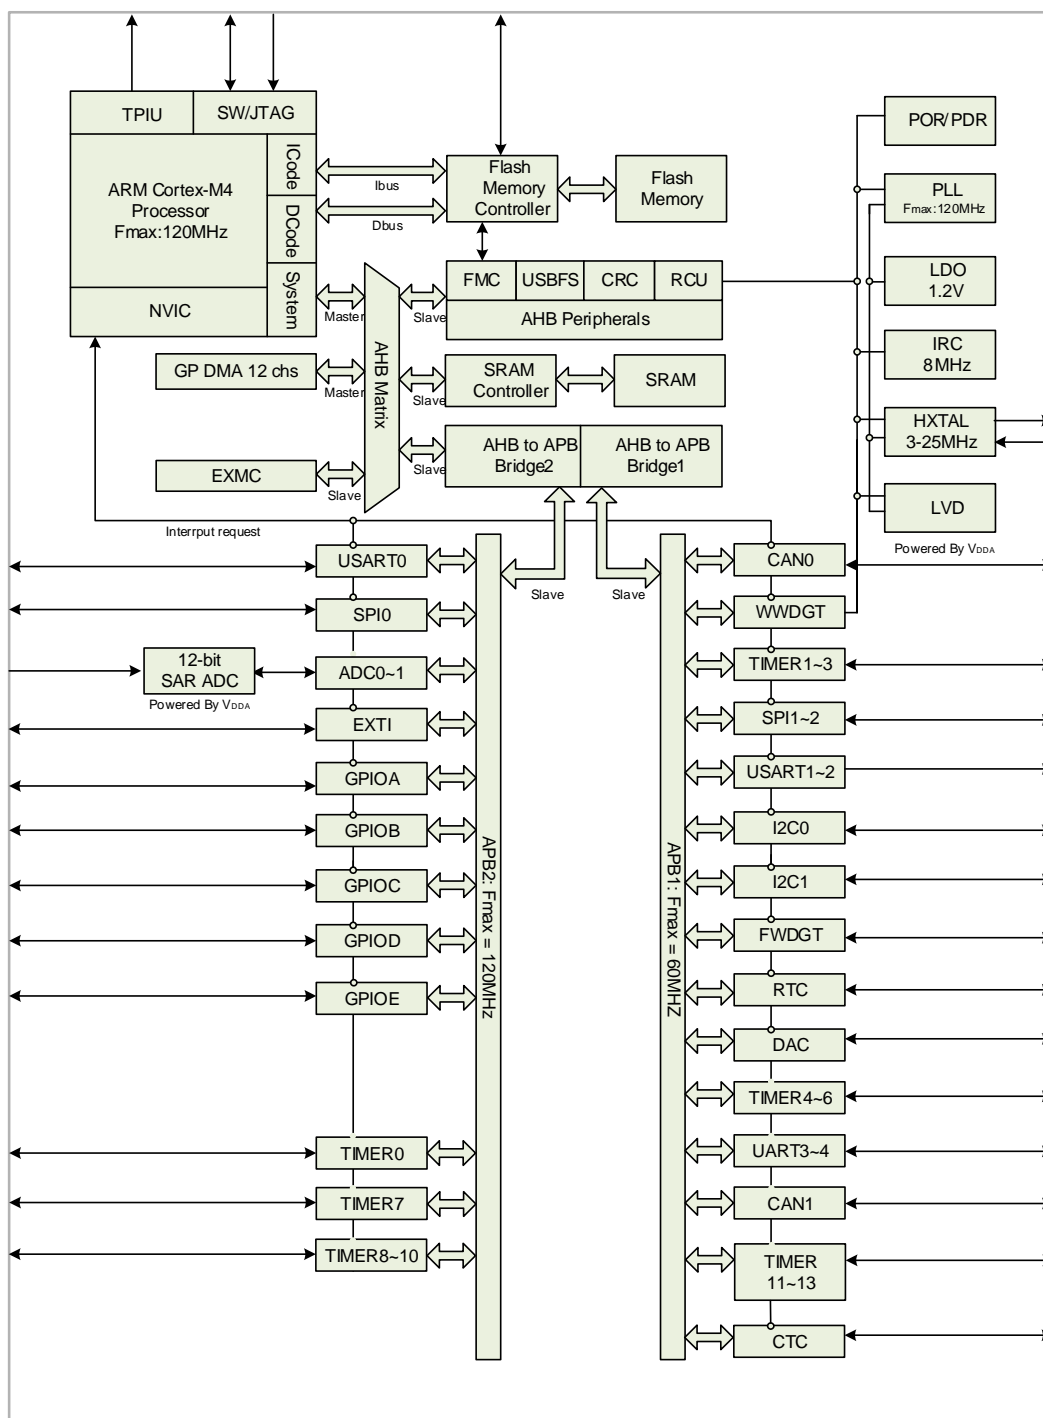 TPIU
SW/JTAG
ARM Cortex-M4
Processor
Fmax:120MHz
ICode
DCode
System
NVIC
Ibus
Dbus
Flash
Memory
Controller
Flash
Memory
POR/PDR
PLL
Fmax:120MHz
LDO
1.2V
IRC
8MHz
HXTAL
3-25MHz
LVD
Powered By VDDA
FMC
USBFS
CRC
RCU
AHB Peripherals
Master
Slave
AHB Matrix
GP DMA 12 chs
Master
Slave
SRAM
Controller
SRAM
EXMC
Slave
Slave
AHB to APB
Bridge2
AHB to APB
Bridge1
Interrput request
Slave
Slave
USART0
SPI0
12-bit
SAR ADC
Powered By VDDA
ADC0~1
EXTI
GPIOA
GPIOB
GPIOC
GPIOD
GPIOE
TIMER0
TIMER7
TIMER8~10
APB2: Fmax = 120MHz
APB1: Fmax = 60MHZ
CAN0
WWDGT
TIMER1~3
SPI1~2
USART1~2
I2C0
I2C1
FWDGT
RTC
DAC
TIMER4~6
UART3~4
CAN1
TIMER
11~13
CTC